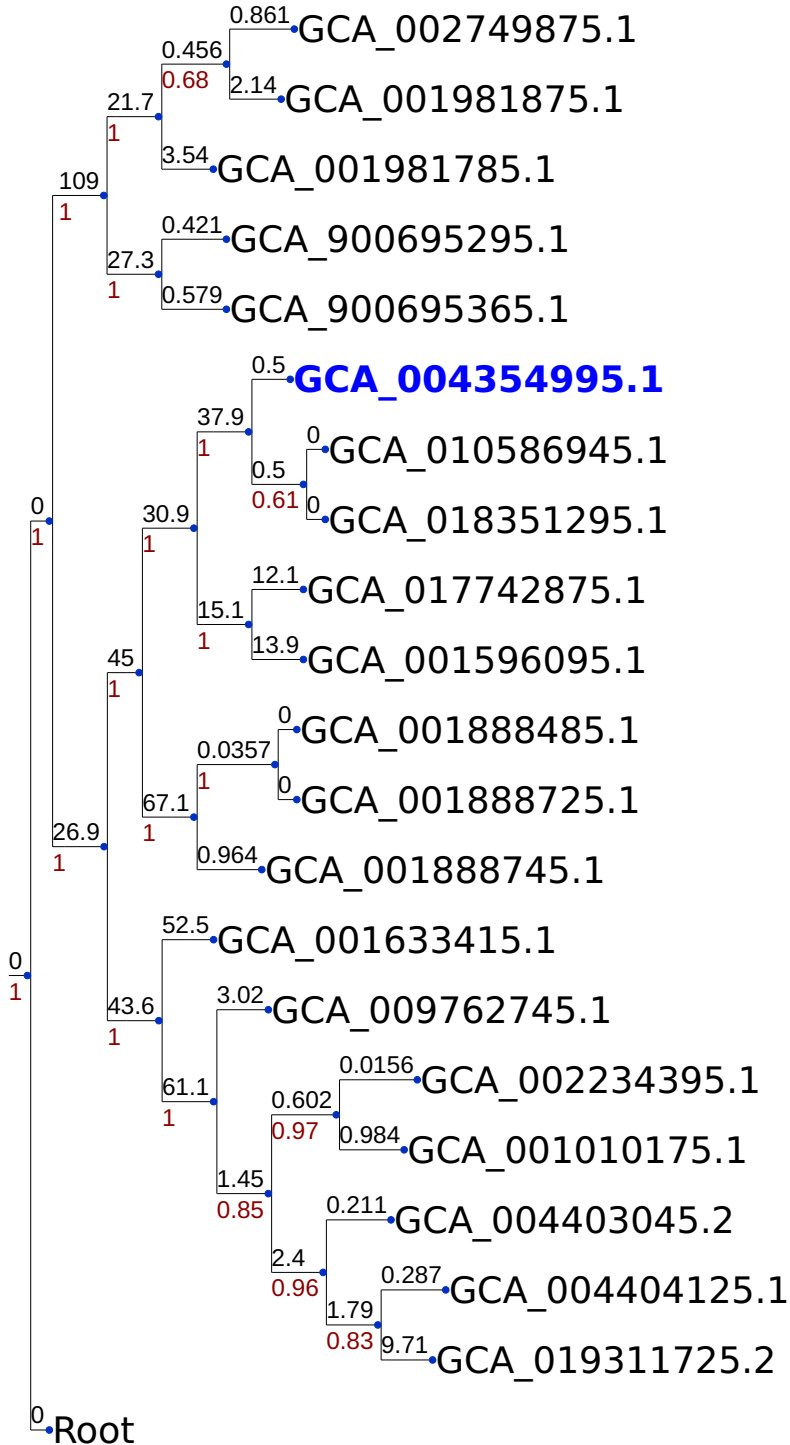 0.861
GCA_002749875.1
0.456
0.68
2.14
GCA_001981875.1
21.7
1
3.54
GCA_001981785.1
109
1
0.421
GCA_900695295.1
27.3
1
0.579
GCA_900695365.1
0.5
GCA_004354995.1
37.9
1
0
GCA_010586945.1
0.5
0.61
0
GCA_018351295.1
0
1
30.9
1
12.1
GCA_017742875.1
15.1
1
13.9
GCA_001596095.1
45
1
0
GCA_001888485.1
0.0357
1
0
GCA_001888725.1
67.1
1
26.9
1
0.964
GCA_001888745.1
52.5
GCA_001633415.1
0
1
43.6
1
3.02
GCA_009762745.1
61.1
1
0.0156
GCA_002234395.1
0.602
0.97
0.984
GCA_001010175.1
1.45
0.85
0.211
GCA_004403045.2
2.4
0.96
0.287
GCA_004404125.1
1.79
0.83
9.71
GCA_019311725.2
0
Root